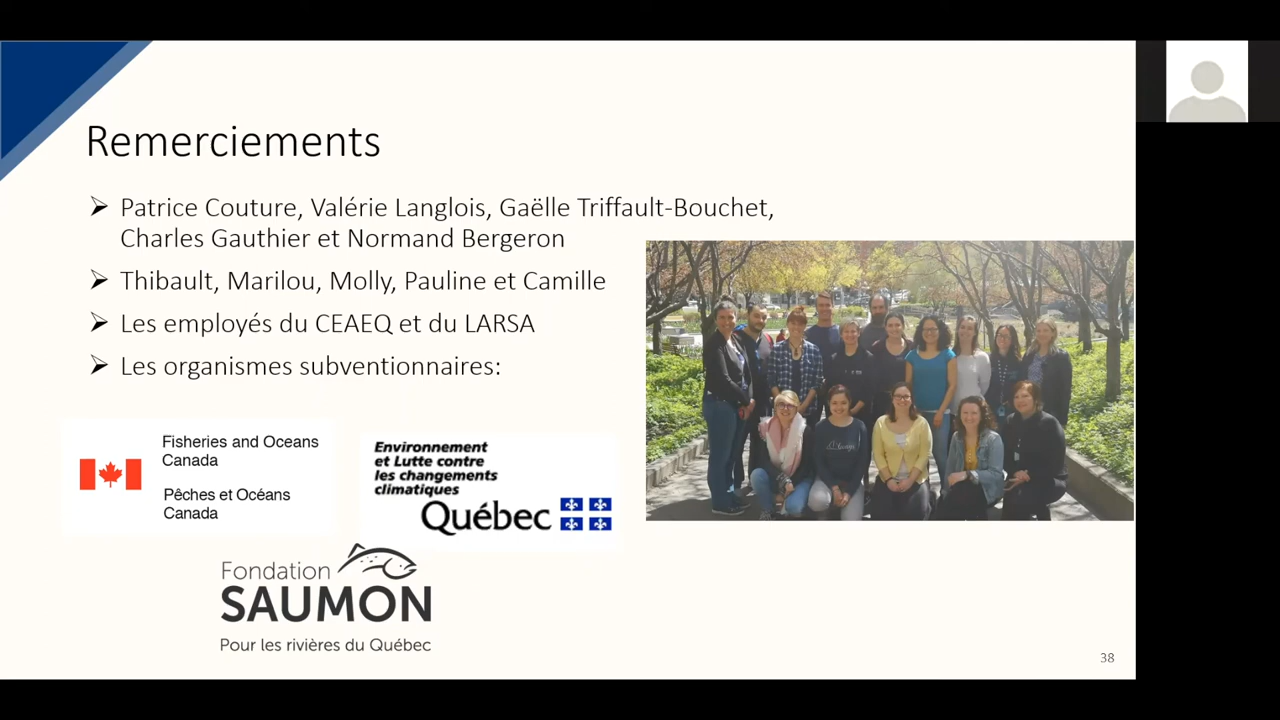 Remerciements
➢ Patrice Couture, Valérie Langlois, Gaëlle Triffault-Bouchet,
Charles Gauthier et Normand Bergeron
➢ Thibault, Marilou, Molly, Pauline et Camille
➢ Les employés du CEAEQ et du LARSA
➢ Les organismes subventionnaires:
Fisheries and Oceans
Canada
Pêches et Océans
Canada
Environnement
et Lutte contre
les changements
climatiques
Québec
Fondation
SAUMON
Pour les rivières du Québec
38